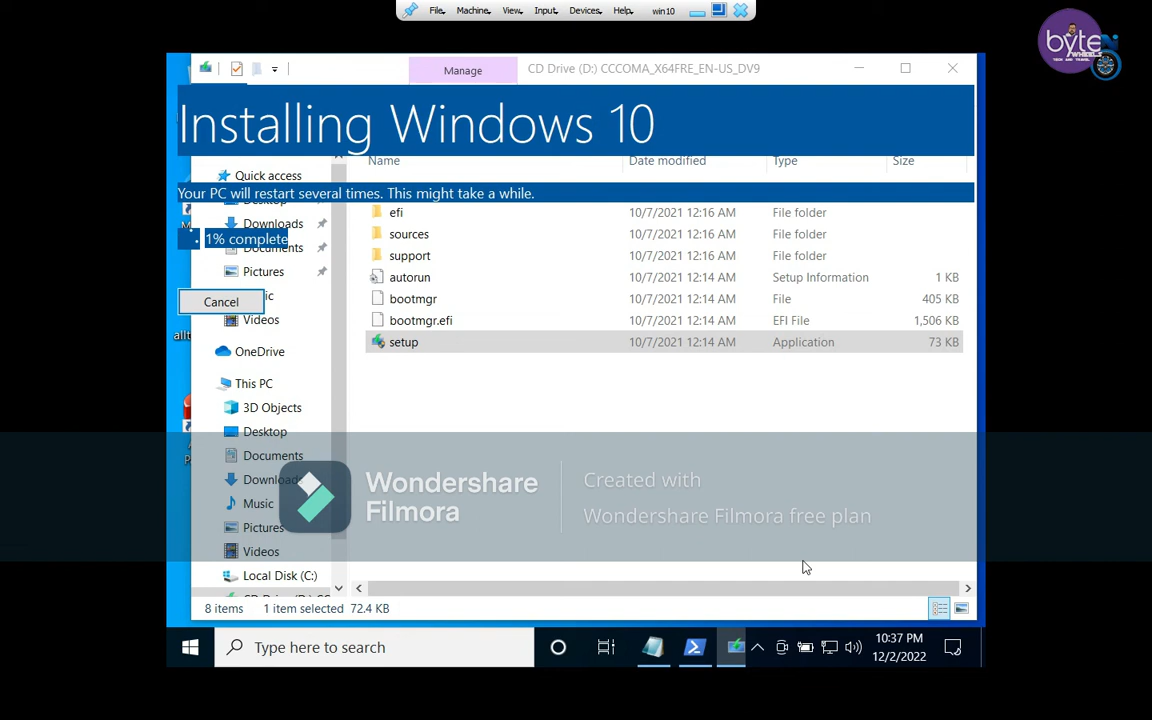 File Machine View Input Devices Help win10
byte
WHEELS
TECH AND TRAVEL
Manage CD Drive (D:) CCCOMA_X64FRE_EN-US_DV9
Installing Windows 10
Name Date modified Type Size
Quick access
Your PC will restart several times. This might take a while.
efi 10/7/2021 12:16 AM File folder
Downloads
sources 10/7/2021 12:16 AM File folder
1% complete
Documents
support 10/7/2021 12:16 AM File folder
Pictures
autorun 10/7/2021 12:14 AM Setup Information 1 KB
Cancel
bootmgr 10/7/2021 12:14 AM File 405 KB
Videos
bootmgr.efi 10/7/2021 12:14 AM EFI File 1,506 KB
setup 10/7/2021 12:14 AM Application 73 KB
OneDrive
This PC
3D Objects
Desktop
Documents
Downloads
Music
Pictures
Videos
Local Disk (C:)
Wondershare
Filmora
Created with
Wondershare Filmora free plan
8 items 1 item selected 72.4 KB
Type here to search
10:37 PM
12/2/2022